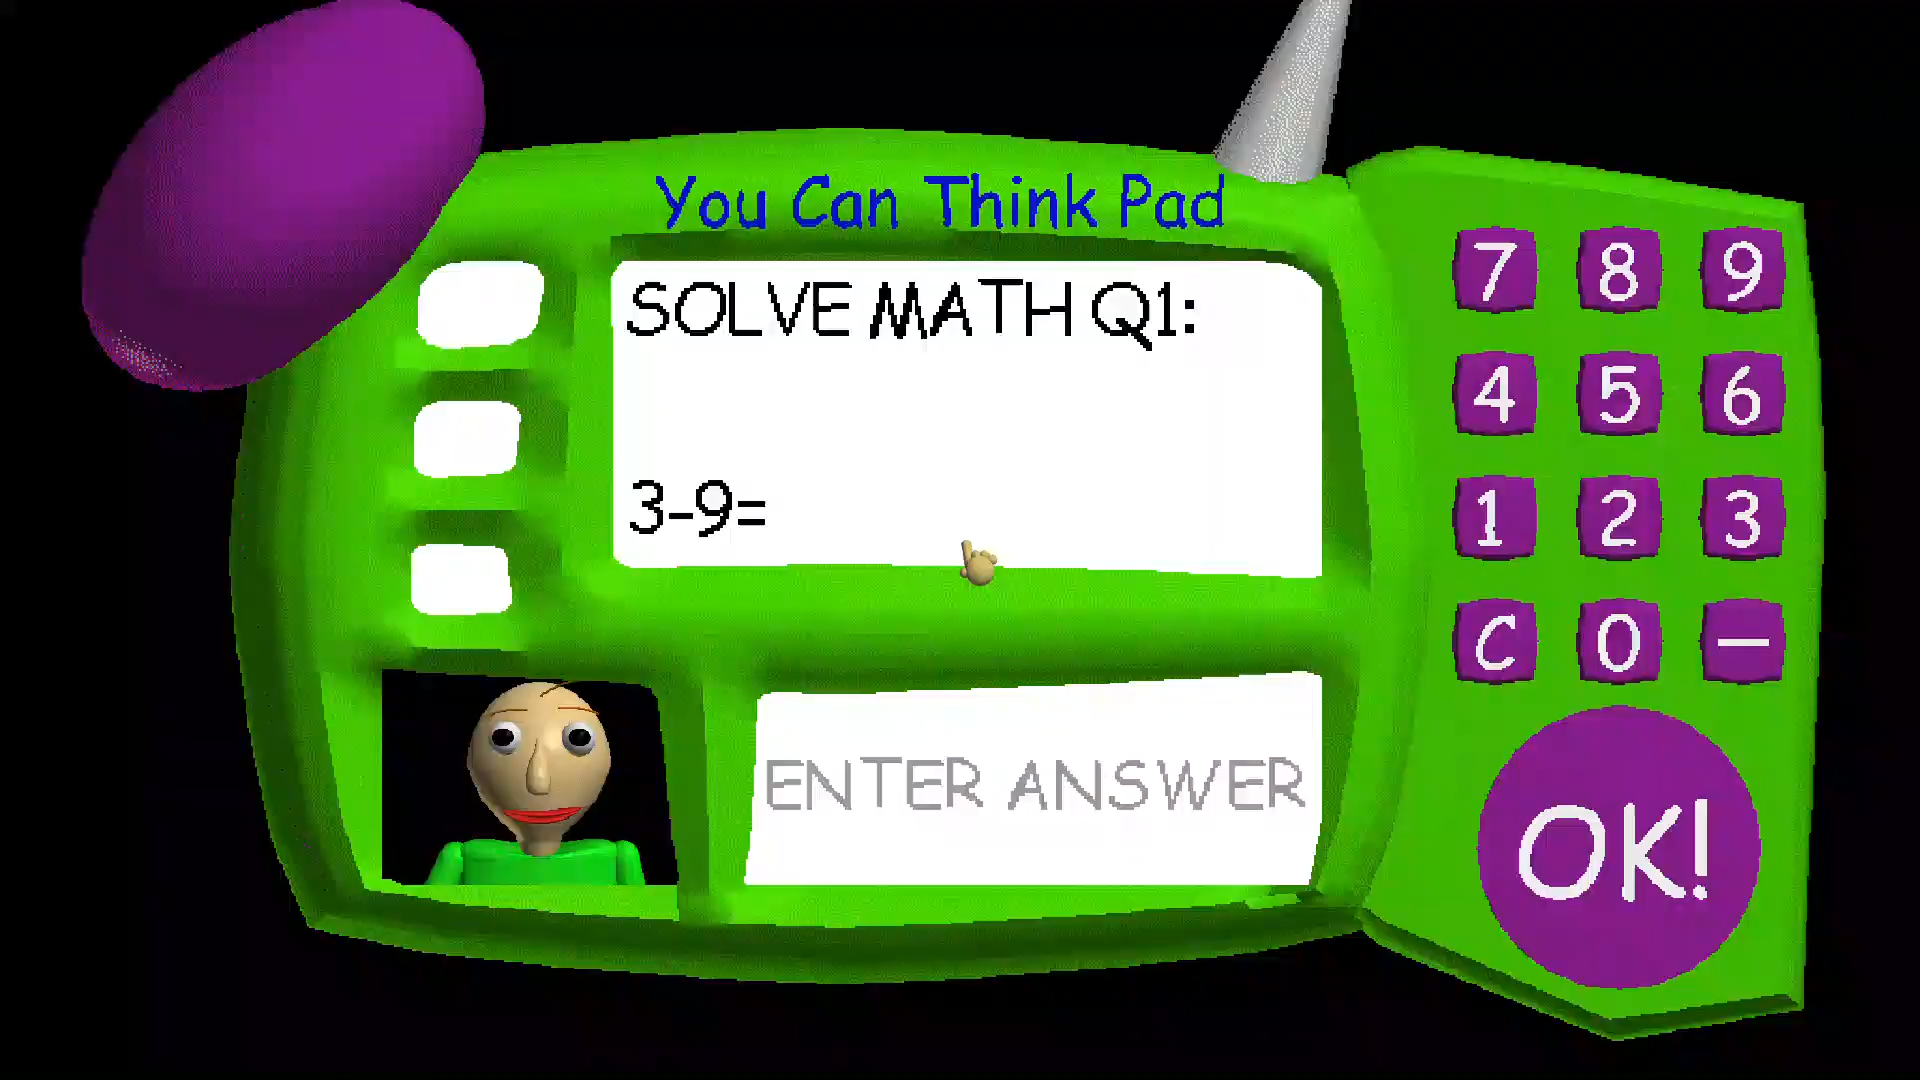 You Can Think Pad
SOLVE MATH Q1:
3-9=
ENTER ANSWER
7 8 9
4 5 6
1 2 3
C 0 –
OK!